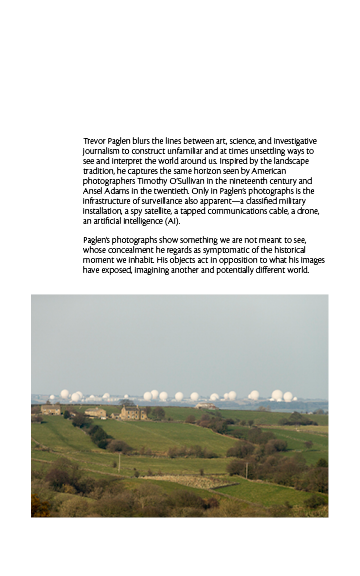 Trevor Paglen blurs the lines between art, science, and investigative
journalism to construct unfamiliar and at times unsettling ways to
see and interpret the world around us. Inspired by the landscape
tradition, he captures the same horizon seen by American
photographers Timothy O'Sullivan in the nineteenth century and
Ansel Adams in the twentieth. Only in Paglen's photographs is the
infrastructure of surveillance also apparent—a classified military
installation, a spy satellite, a tapped communications cable, a drone,
an artificial intelligence (AI).
Paglen's photographs show something we are not meant to see,
whose concealment he regards as symptomatic of the historical
moment we inhabit. His objects act in opposition to what his images
have exposed, imagining another and potentially different world.